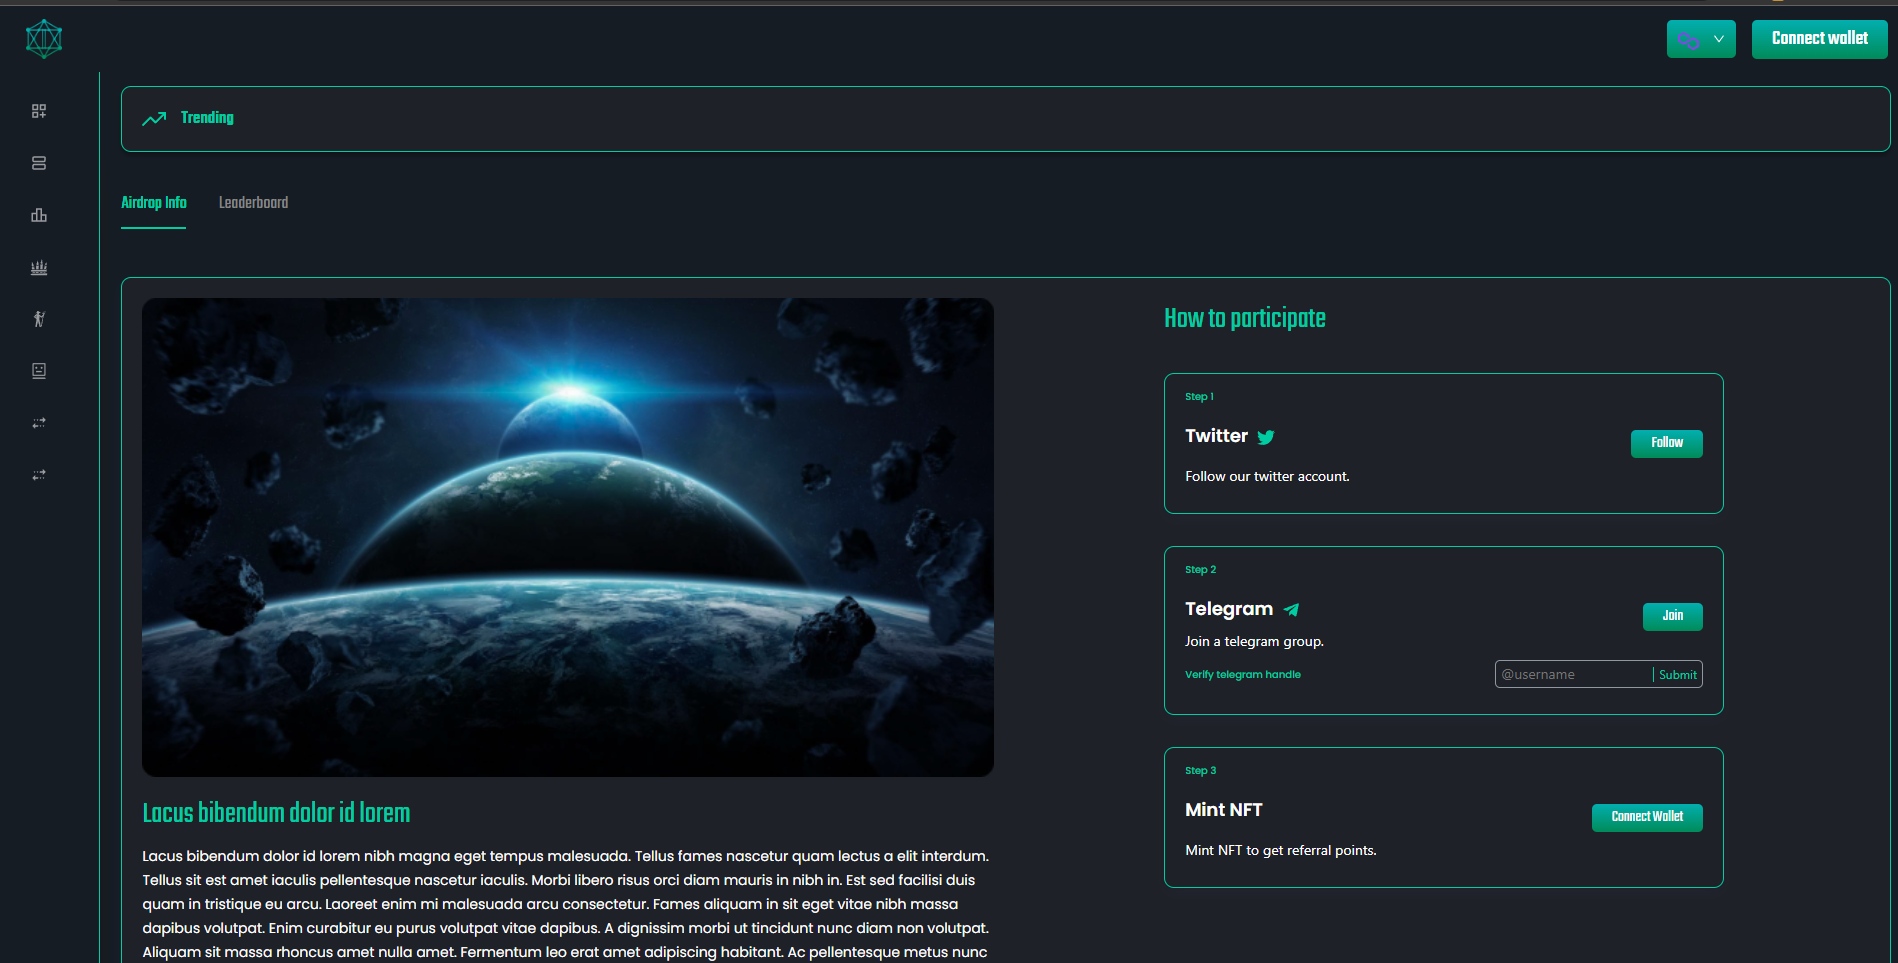 Connect wallet
Trending
Airdrop Info
Leaderboard
How to participate
Step 1
Twitter
Follow
Follow our twitter account.
Step 2
Telegram
Join
Join a telegram group.
Verify telegram handle
@username
Submit
Step 3
Mint NFT
Connect Wallet
Mint NFT to get referral points.
Lacus bibendum dolor id lorem
Lacus bibendum dolor id lorem nibh magna eget tempus malesuada. Tellus fames nascetur quam lectus a elit interdum.
Tellus sit est amet iaculis pellentesque nascetur iaculis. Morbi libero risus orci diam mauris in nibh in. Est sed facilisi duis
quam in tristique eu arcu. Laoreet enim mi malesuada arcu consectetur. Fames aliquam in sit eget vitae nibh massa
dapibus volutpat. Enim curabitur eu purus volutpat vitae dapibus. A dignissim morbi ut tincidunt nunc diam non volutpat.
Aliquam sit massa rhoncus amet nulla amet. Fermentum leo erat amet adipiscing habitant. Ac pellentesque metus nunc